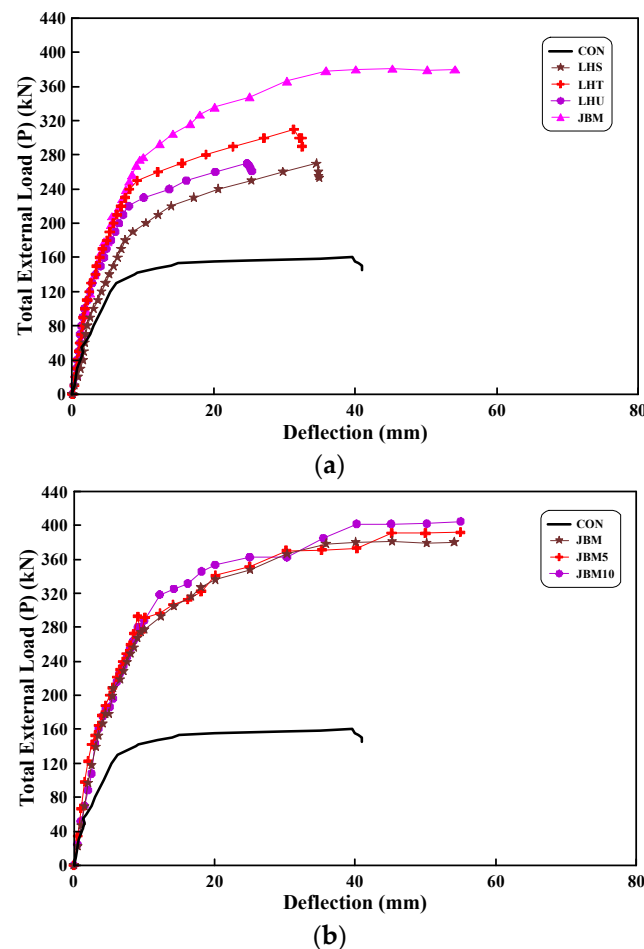 440
400
360
320
280
240
200
160
120
80
40
0
Total External Load (P) (kN)
CON
LHS
LHT
LHU
JBM
0 20 40 60 80
Deflection (mm)
(a)
440
400
360
320
280
240
200
160
120
80
40
0
Total External Load (P) (kN)
CON
JBM
JBM5
JBM10
0 20 40 60 80
Deflection (mm)
(b)